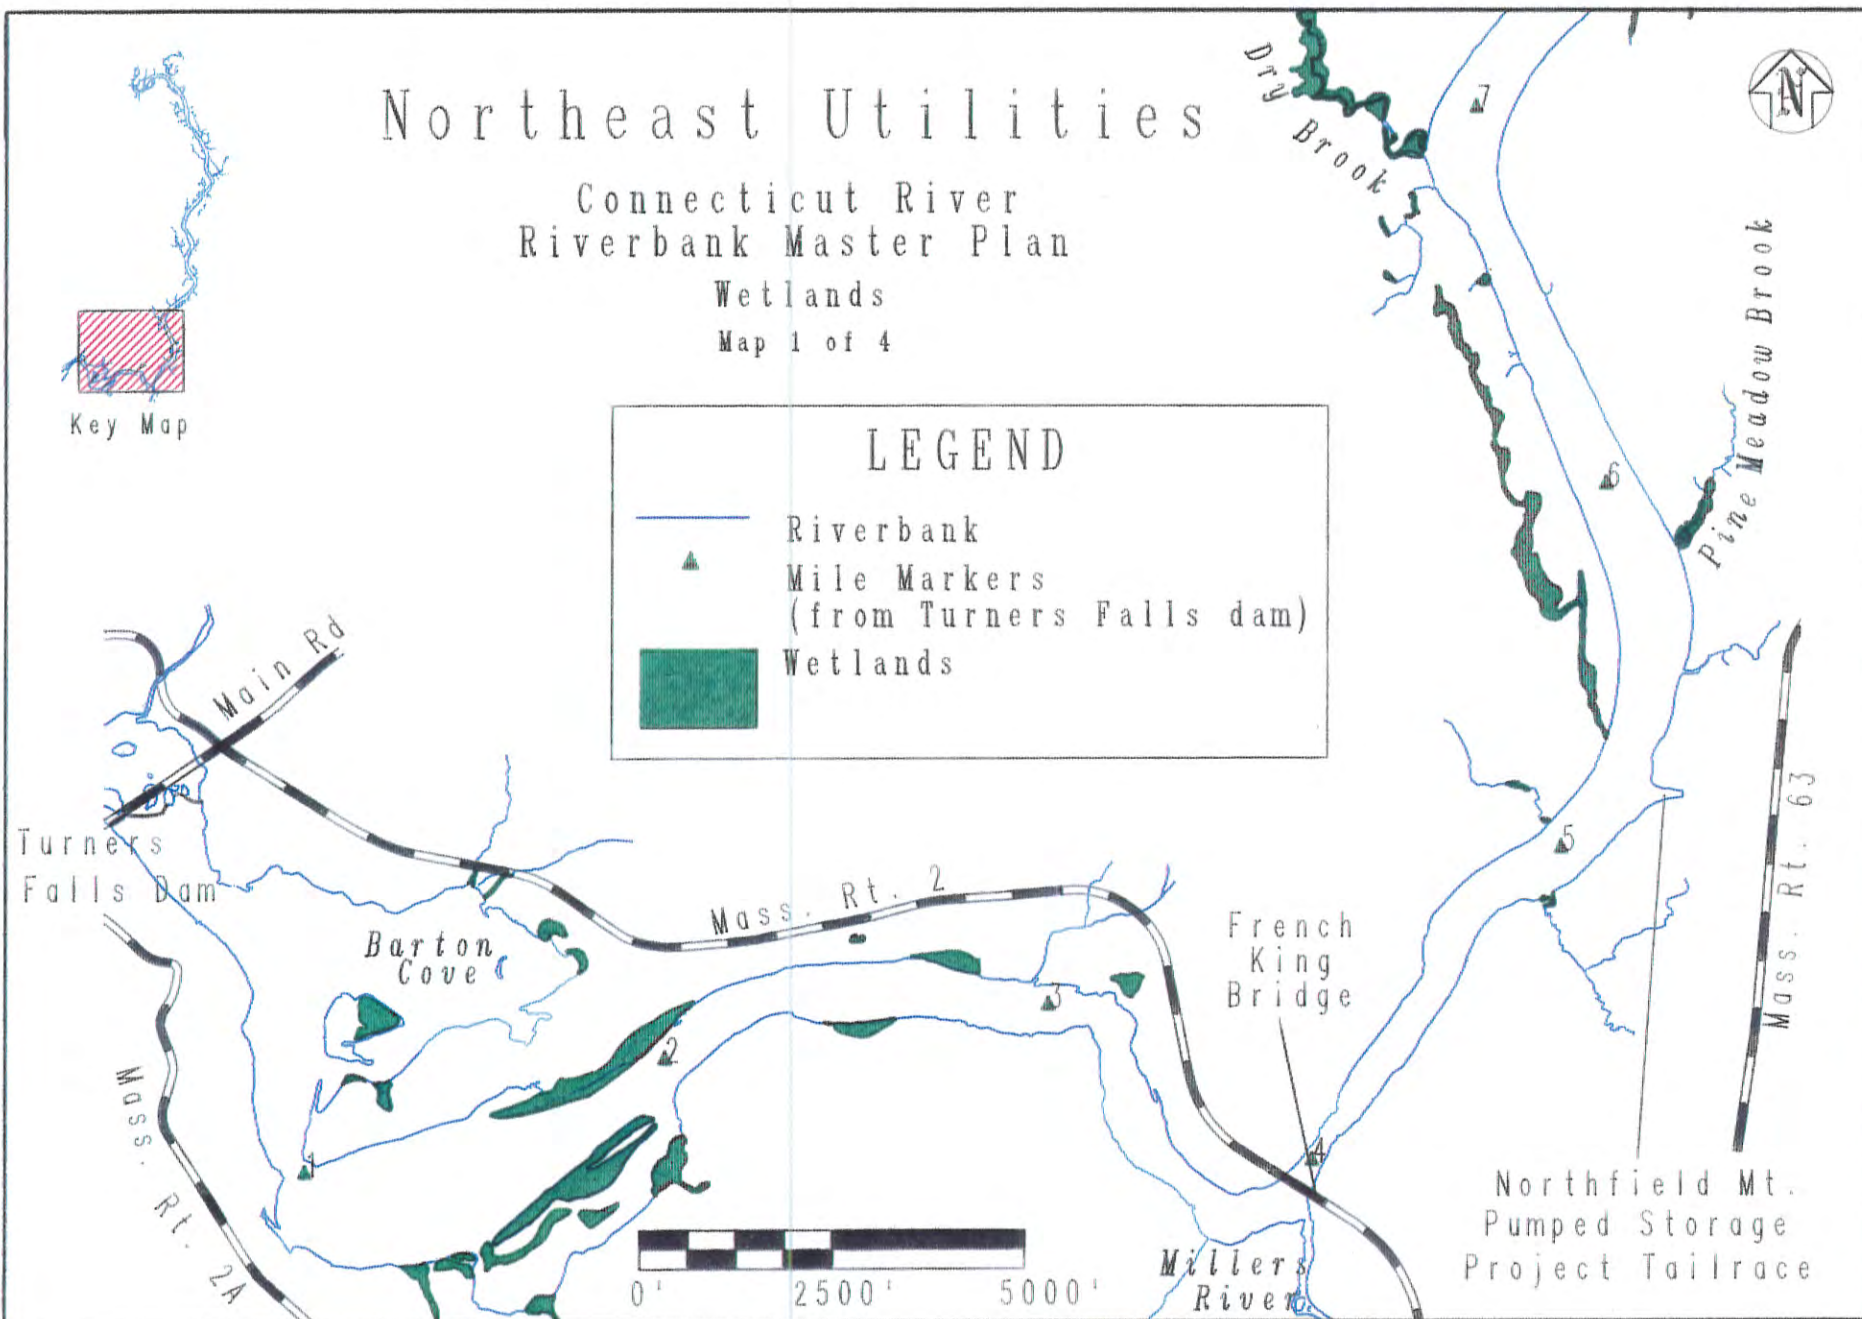 Northeast Utilities
Connecticut River
Riverbank Master Plan
Wetlands
Map 1 of 4
Key Map
N
LEGEND
Riverbank
Mile Markers
(from Turners Falls dam)
Wetlands
Dry
Brook
7
Pine Meadow Brook
6
Main Rd
Turners
Falls Dam
Barton
Cove
Mass. Rt. 2
French
King
Bridge
5
Mass. Rt. 63
3
2
1
4
Mass. Rt. 2A
Northfield Mt.
Pumped Storage
Project Tailrace
Millers
River
0' 2500' 5000'